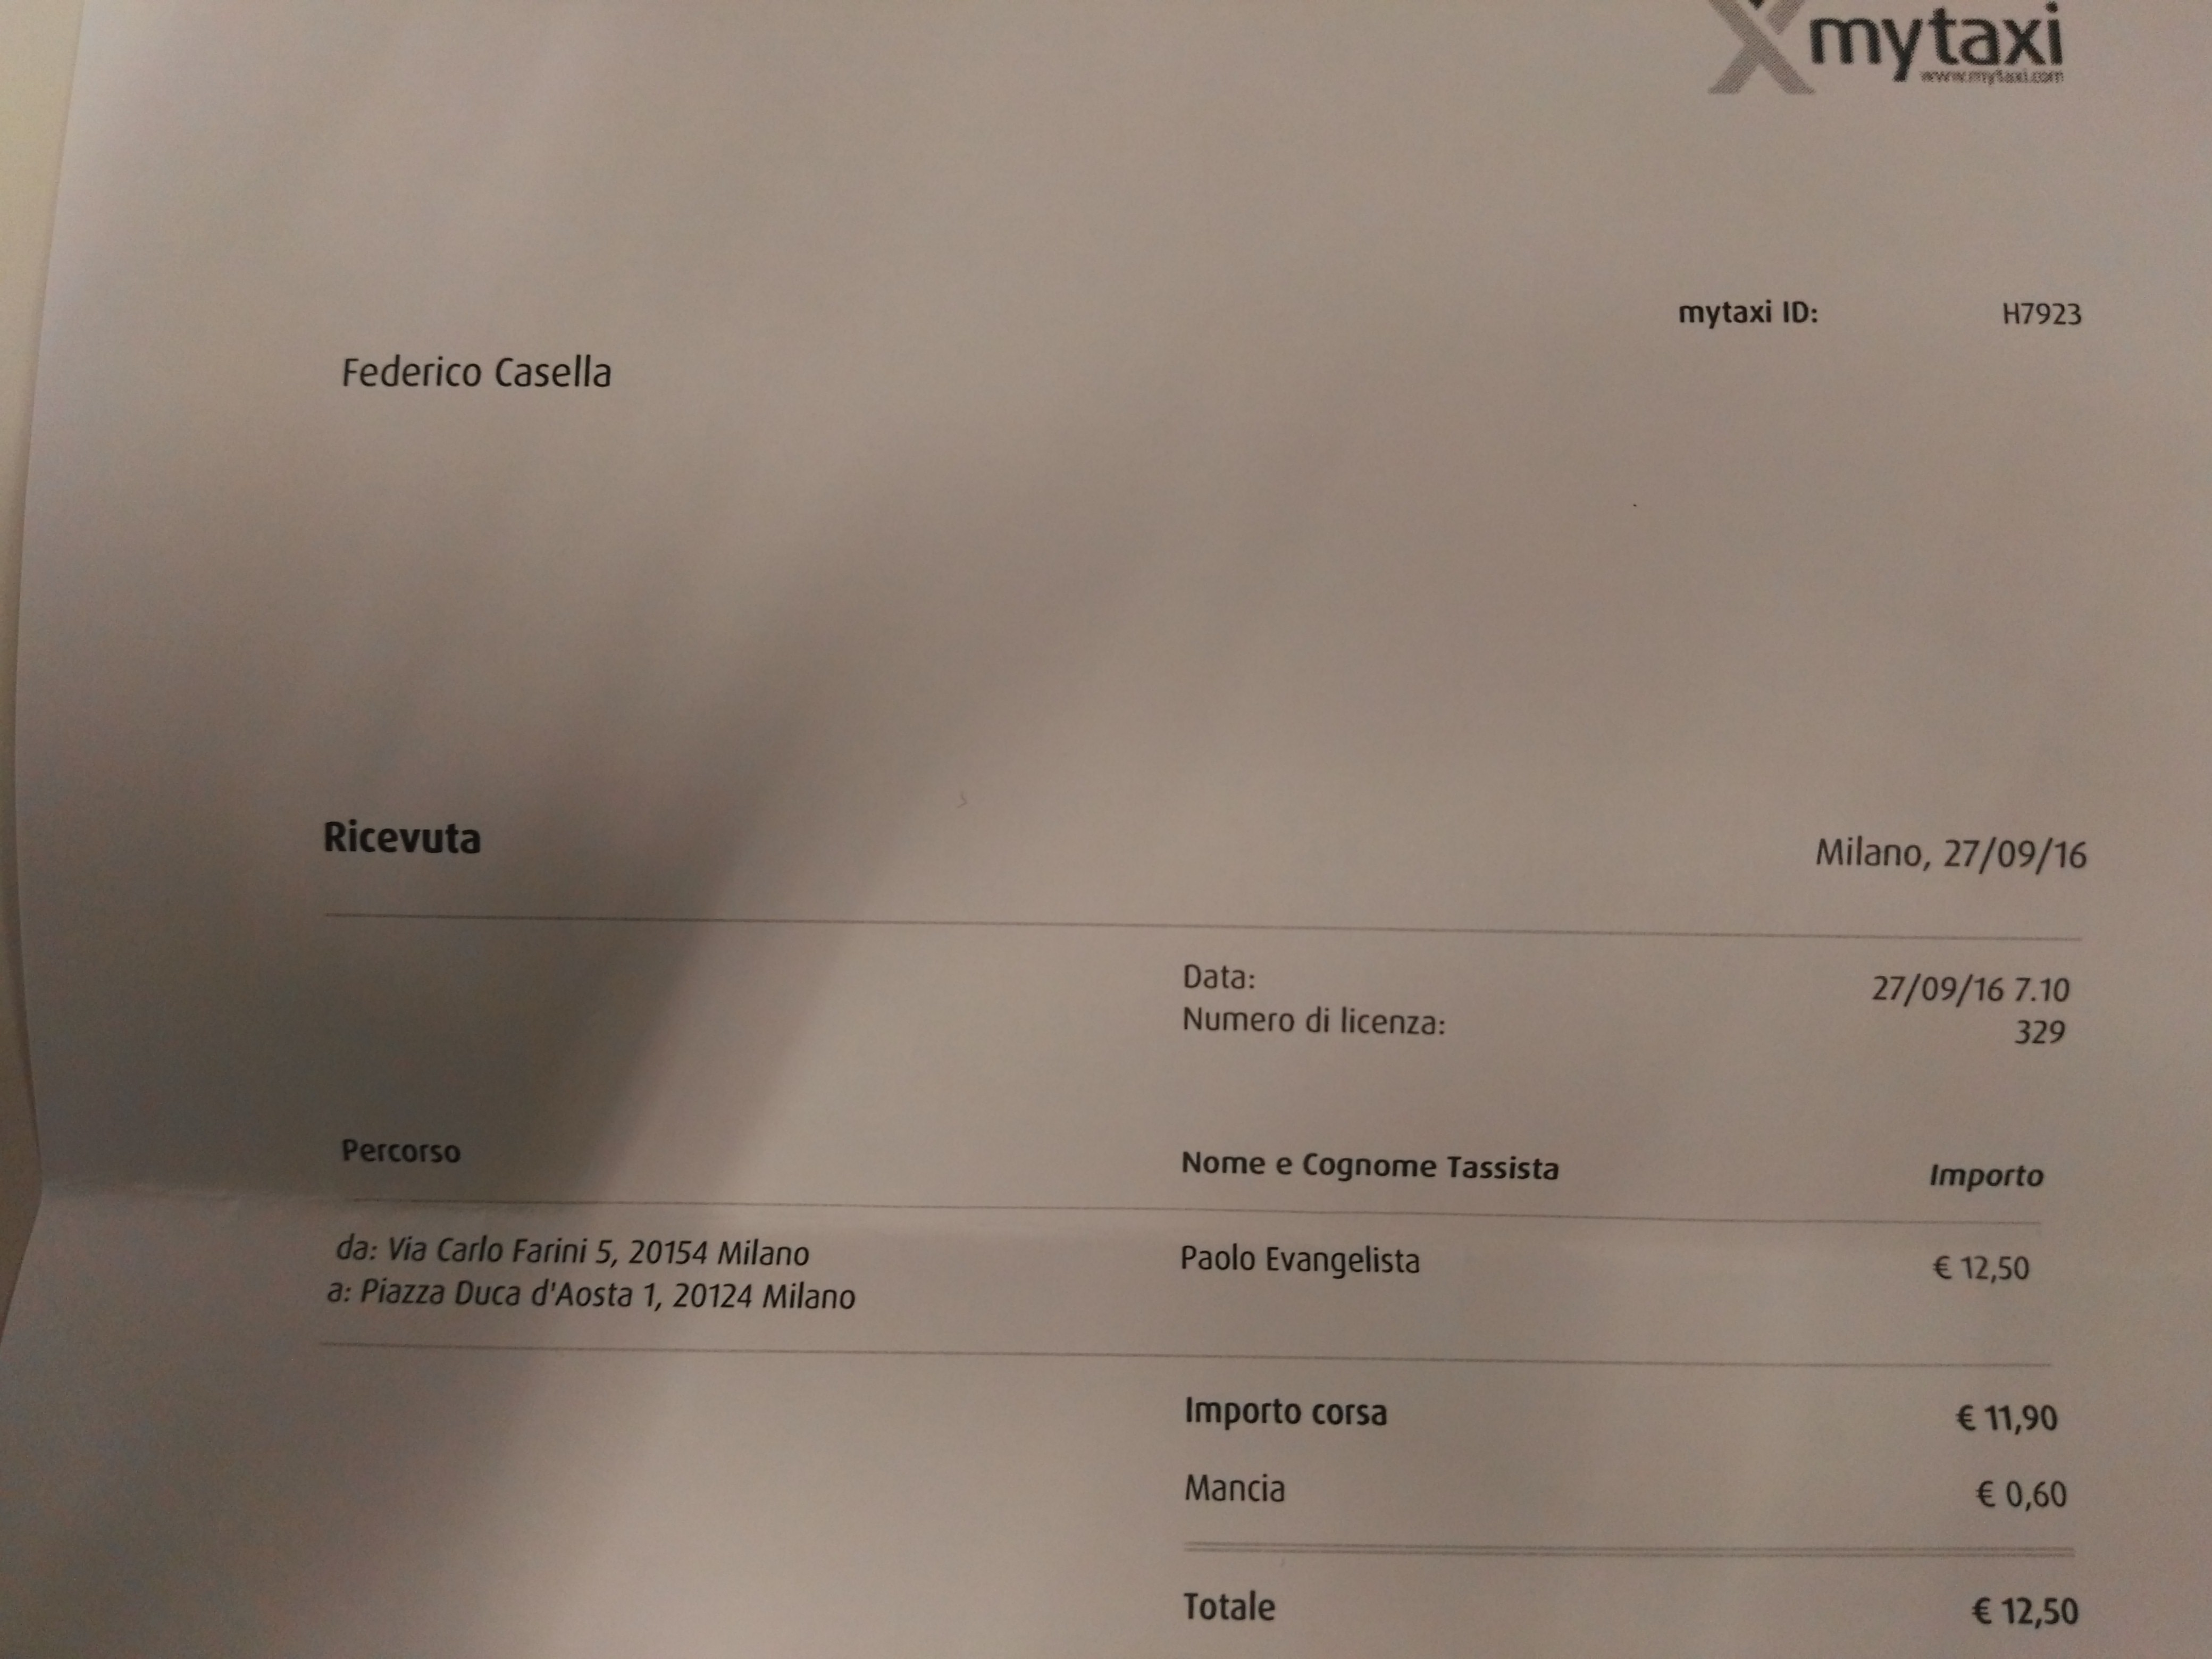 mytaxi
www.mytaxi.com
mytaxi ID: H7923
Federico Casella
Ricevuta Milano, 27/09/16
Data: 27/09/16 7.10
Numero di licenza: 329
Percorso Nome e Cognome Tassista Importo
da: Via Carlo Farini 5, 20154 Milano Paolo Evangelista € 12,50
a: Piazza Duca d'Aosta 1, 20124 Milano
Importo corsa € 11,90
Mancia € 0,60
Totale € 12,50